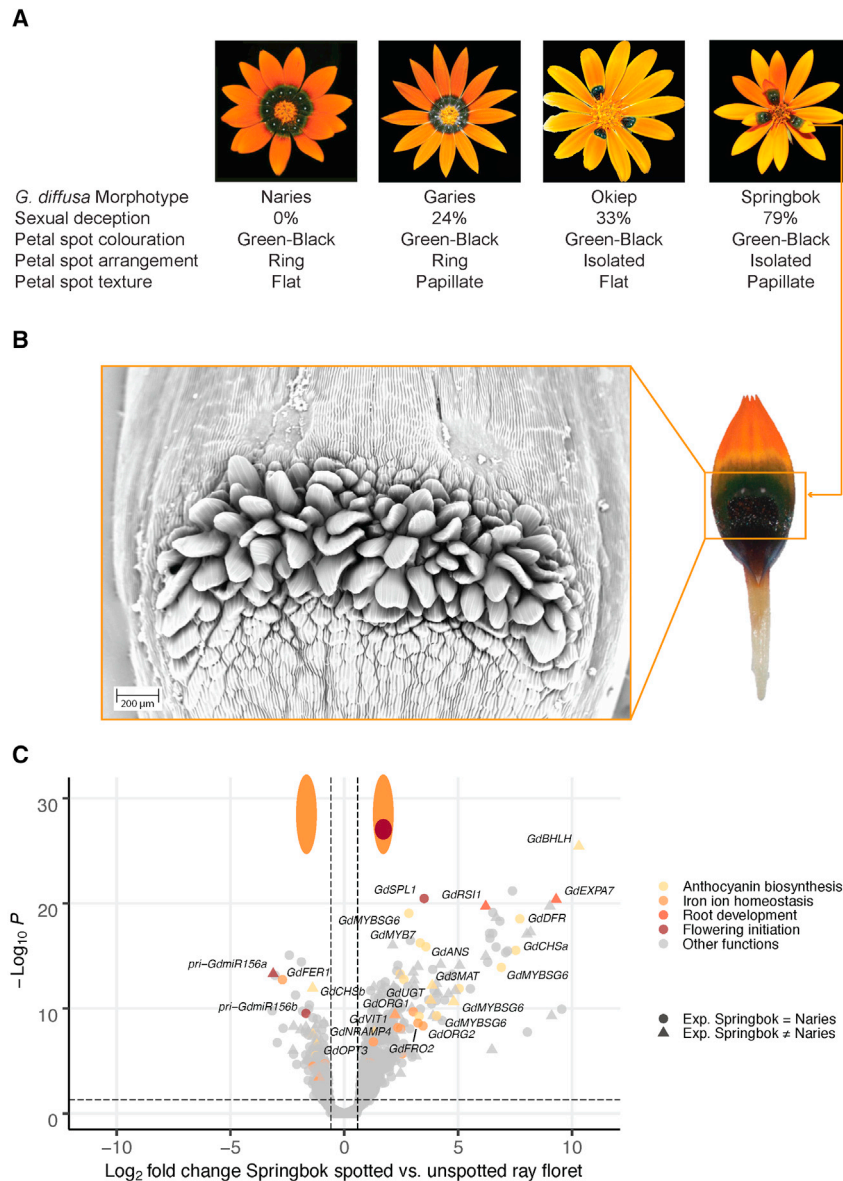 A
G. diffusa Morphotype Naries Garies Okiep Springbok
Sexual deception 0% 24% 33% 79%
Petal spot colouration Green-Black Green-Black Green-Black Green-Black
Petal spot arrangement Ring Ring Isolated Isolated
Petal spot texture Flat Papillate Flat Papillate
B
200 µm
C
30
20
10
0
−Log10 P
GdBHLH
GdSPL1
GdRSI1
GdEXPA7
GdMYBSG6
GdDFR
GdMYB7
GdANS
GdCHSa
pri−GdmiR156a
GdFER1
Gd3MAT
GdMYBSG6
GdCHSb
GdUGT
pri−GdmiR156b
GdORG1
GdMYBSG6
GdVIT1
GdMYBSG6
GdNRAMP4
GdORG2
GdOPT3
GdFRO2
Anthocyanin biosynthesis
Iron ion homeostasis
Root development
Flowering initiation
Other functions
Exp. Springbok = Naries
Exp. Springbok ≠ Naries
−10 −5 0 5 10
Log2 fold change Springbok spotted vs. unspotted ray floret